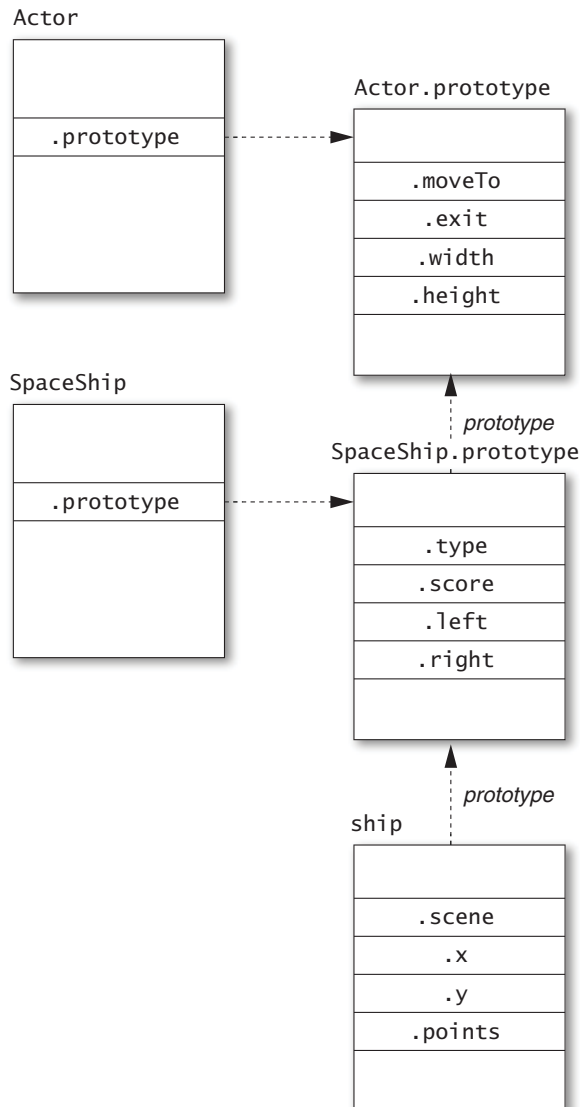 Actor
.prototype
Actor.prototype
.moveTo
.exit
.width
.height
prototype
SpaceShip
.prototype
SpaceShip.prototype
.type
.score
.left
.right
prototype
ship
.scene
.x
.y
.points